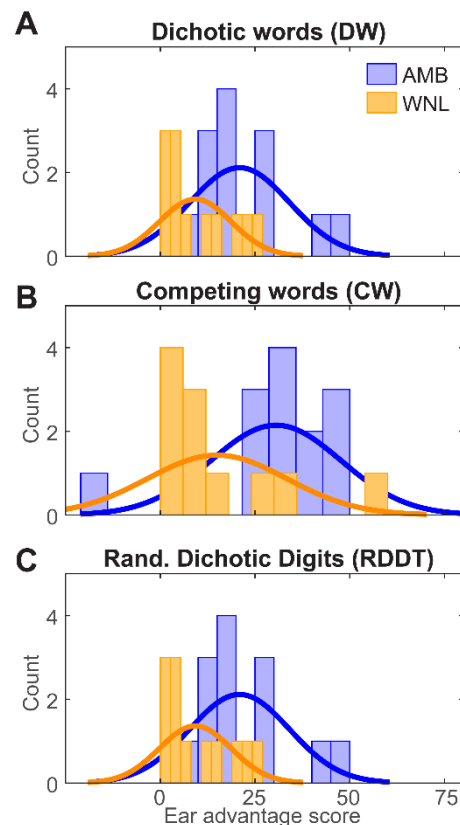 A
Dichotic words (DW)
4
2
0
Count
AMB
WNL
B
Competing words (CW)
4
2
0
Count
C
Rand. Dichotic Digits (RDDT)
4
2
0
Count
0 25 50 75
Ear advantage score